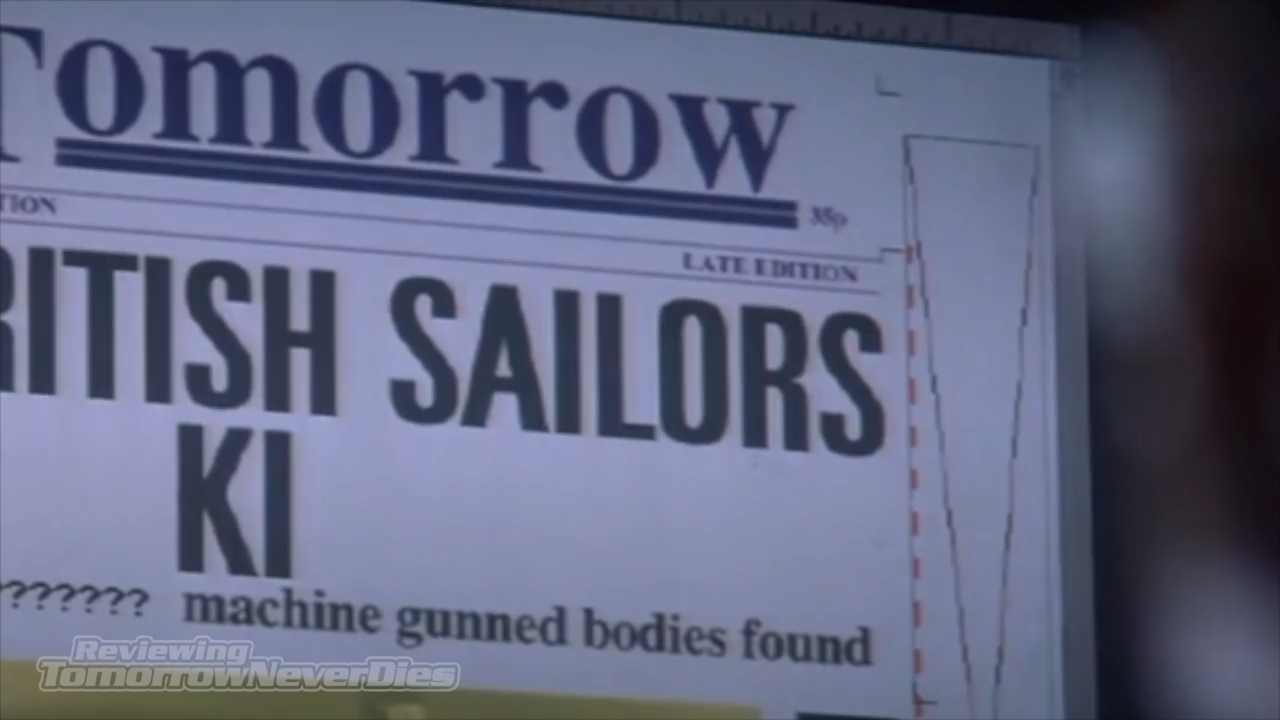 Tomorrow
35p
TION
LATE EDITION
RITISH SAILORS
KI
??????? machine gunned bodies found
Reviewing
TomorrowNeverDies